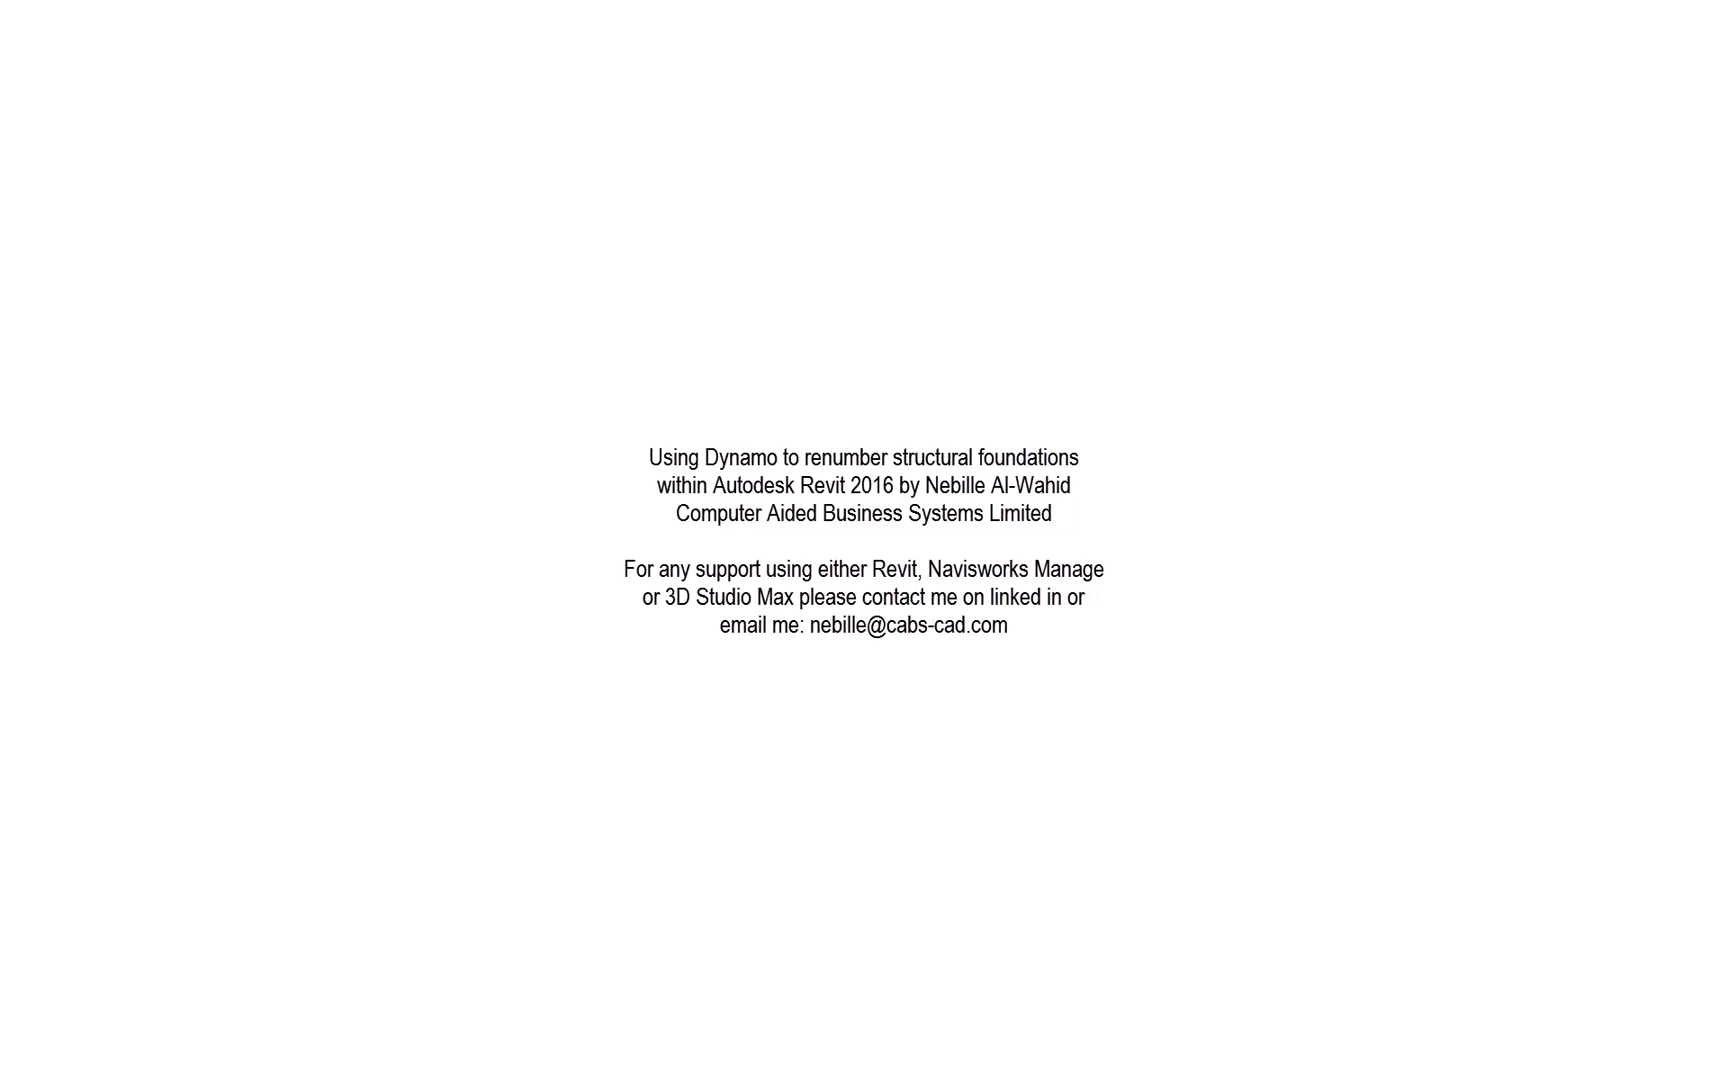 Using Dynamo to renumber structural foundations
within Autodesk Revit 2016 by Nebille Al-Wahid
Computer Aided Business Systems Limited
For any support using either Revit, Navisworks Manage
or 3D Studio Max please contact me on linked in or
email me: nebille@cabs-cad.com